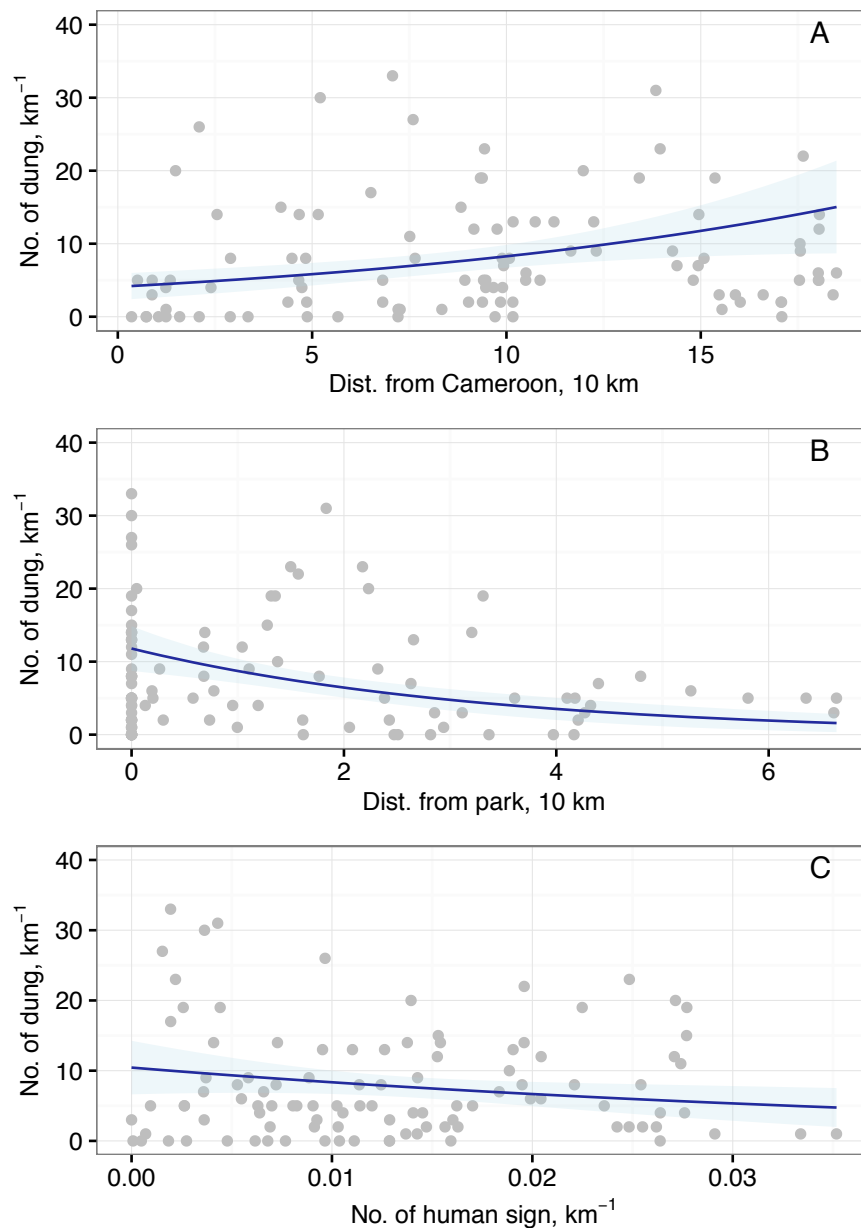 A
40
30
20
10
0
No. of dung, km⁻¹
0 5 10 15
Dist. from Cameroon, 10 km
B
40
30
20
10
0
No. of dung, km⁻¹
0 2 4 6
Dist. from park, 10 km
C
40
30
20
10
0
No. of dung, km⁻¹
0.00 0.01 0.02 0.03
No. of human sign, km⁻¹